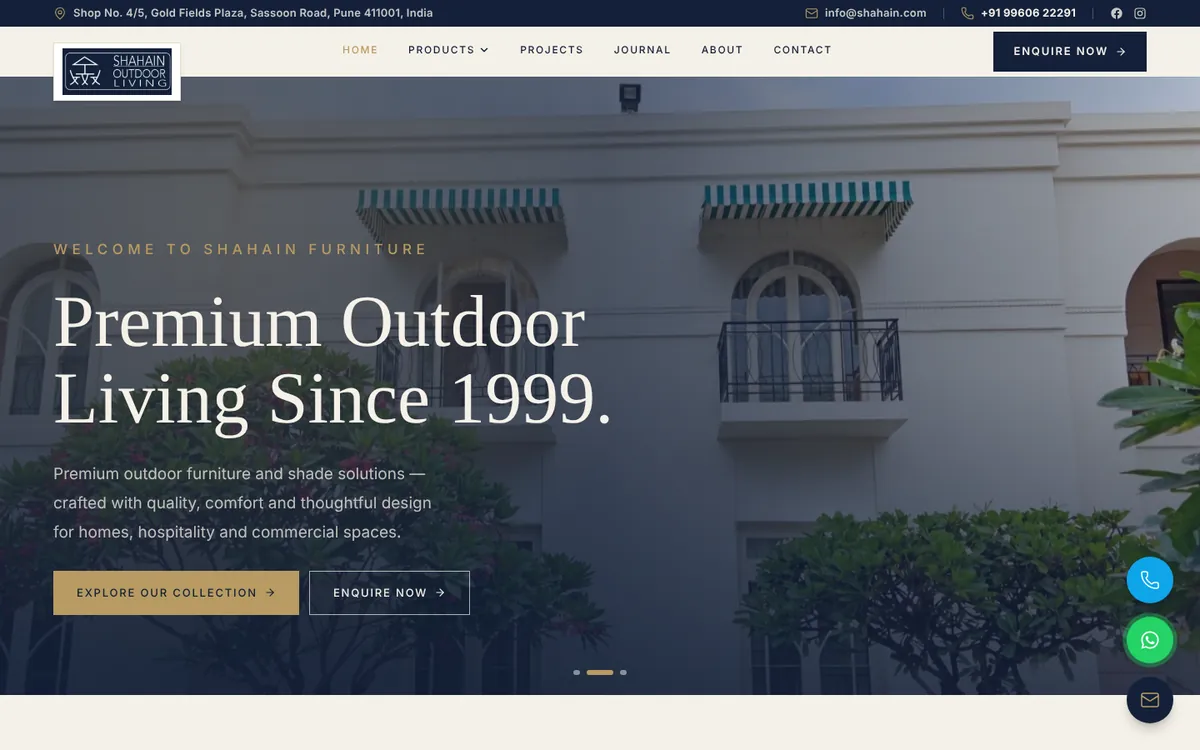 Shop No. 4/5, Gold Fields Plaza, Sassoon Road, Pune 411001, India
info@shahain.com
+91 99606 22291
SHAHAIN
OUTDOOR
LIVING
HOME
PRODUCTS
PROJECTS
JOURNAL
ABOUT
CONTACT
ENQUIRE NOW →
WELCOME TO SHAHAIN FURNITURE
Premium Outdoor
Living Since 1999.
Premium outdoor furniture and shade solutions —
crafted with quality, comfort and thoughtful design
for homes, hospitality and commercial spaces.
EXPLORE OUR COLLECTION →
ENQUIRE NOW →